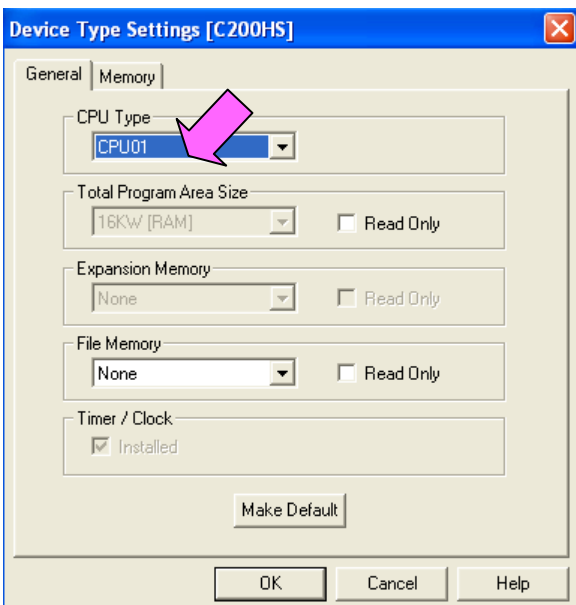 Device Type Settings [C200HS]
General Memory
CPU Type
CPU01
Total Program Area Size
16KW [RAM] Read Only
Expansion Memory
None Read Only
File Memory
None Read Only
Timer / Clock
Installed
Make Default
OK Cancel Help